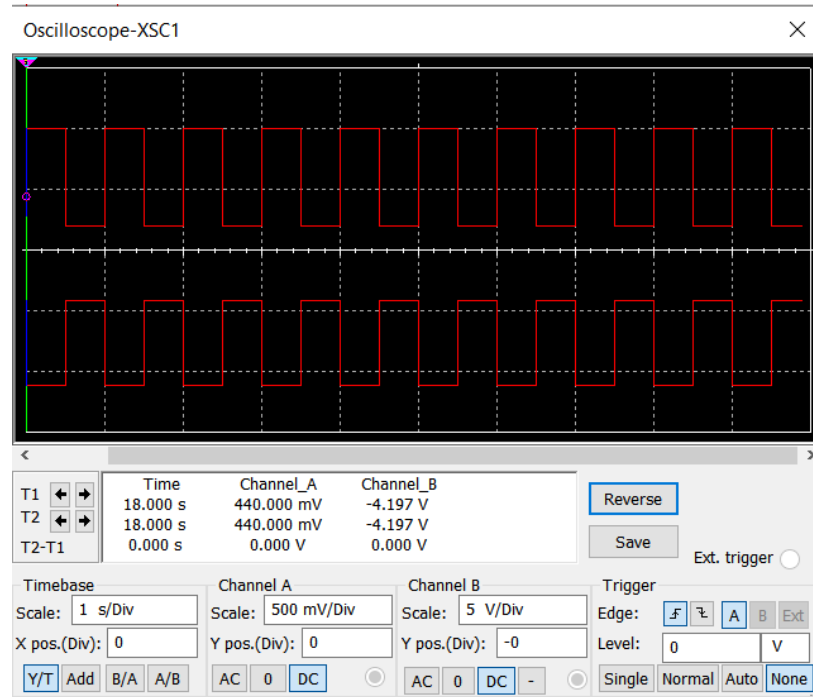 Oscilloscope-XSC1
Time Channel_A Channel_B
T1 18.000 s 440.000 mV -4.197 V
T2 18.000 s 440.000 mV -4.197 V
T2-T1 0.000 s 0.000 V 0.000 V
Reverse
Save
Ext. trigger
Timebase Channel A Channel B Trigger
Scale: 1 s/Div Scale: 500 mV/Div Scale: 5 V/Div Edge: A B Ext
X pos.(Div): 0 Y pos.(Div): 0 Y pos.(Div): -0 Level: 0 V
Y/T Add B/A A/B AC 0 DC AC 0 DC - Single Normal Auto None